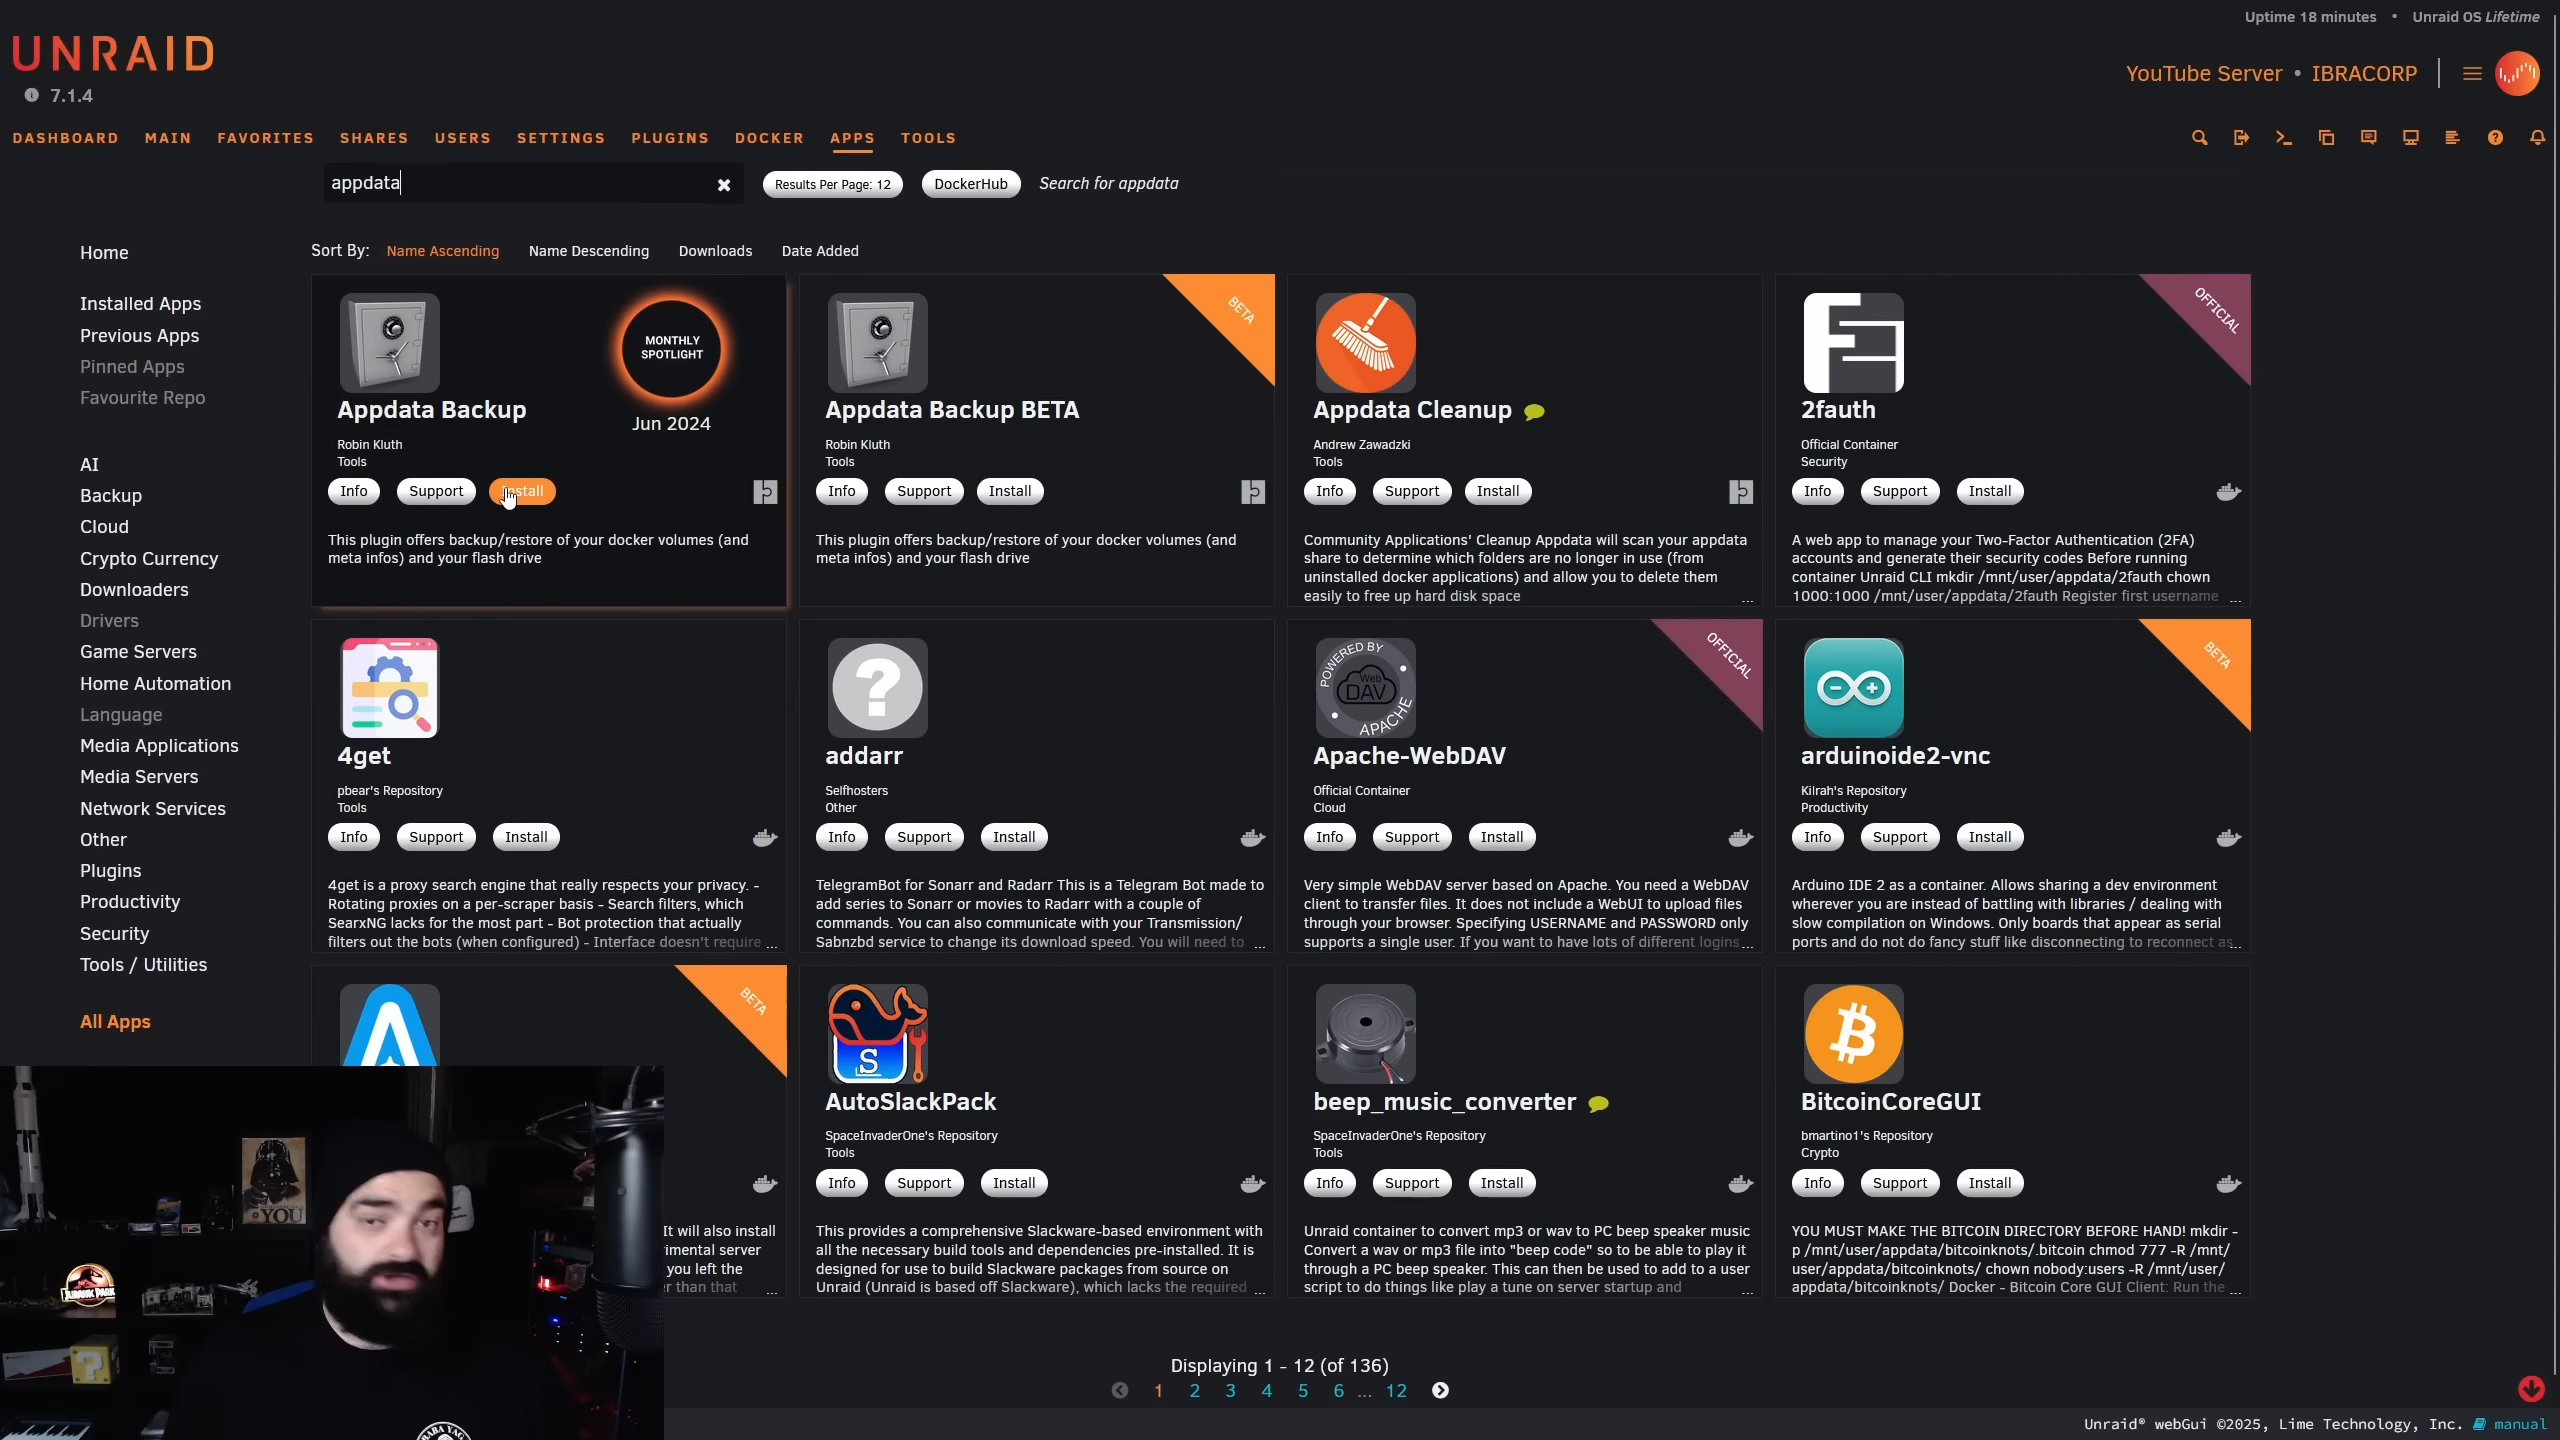 Uptime 18 minutes • Unraid OS Lifetime
UNRAID
7.1.4
YouTube Server • IBRACORP
DASHBOARD MAIN FAVORITES SHARES USERS SETTINGS PLUGINS DOCKER APPS TOOLS
appdata
Results Per Page: 12
DockerHub
Search for appdata
Sort By: Name Ascending Name Descending Downloads Date Added
Home
Installed Apps
Previous Apps
Pinned Apps
Favourite Repo
AI
Backup
Cloud
Crypto Currency
Downloaders
Drivers
Game Servers
Home Automation
Language
Media Applications
Media Servers
Network Services
Other
Plugins
Productivity
Security
Tools / Utilities
All Apps
MONTHLY
SPOTLIGHT
Jun 2024
Appdata Backup
Robin Kluth
Tools
Info Support Install
This plugin offers backup/restore of your docker volumes (and
meta infos) and your flash drive
BETA
Appdata Backup BETA
Robin Kluth
Tools
Info Support Install
This plugin offers backup/restore of your docker volumes (and
meta infos) and your flash drive
Appdata Cleanup
Andrew Zawadzki
Tools
Info Support Install
Community Applications' Cleanup Appdata will scan your appdata
share to determine which folders are no longer in use (from
uninstalled docker applications) and allow you to delete them
easily to free up hard disk space
...
OFFICIAL
2fauth
Official Container
Security
Info Support Install
A web app to manage your Two-Factor Authentication (2FA)
accounts and generate their security codes Before running
container Unraid CLI mkdir /mnt/user/appdata/2fauth chown
1000:1000 /mnt/user/appdata/2fauth Register first username ...
4get
pbear's Repository
Tools
Info Support Install
4get is a proxy search engine that really respects your privacy. -
Rotating proxies on a per-scraper basis - Search filters, which
SearxNG lacks for the most part - Bot protection that actually
filters out the bots (when configured) - Interface doesn't require ...
?
addarr
Selfhosters
Other
Info Support Install
TelegramBot for Sonarr and Radarr This is a Telegram Bot made to
add series to Sonarr or movies to Radarr with a couple of
commands. You can also communicate with your Transmission/
Sabnzbd service to change its download speed. You will need to ...
OFFICIAL
POWERED BY
Web
DAV
APACHE
Apache-WebDAV
Official Container
Cloud
Info Support Install
Very simple WebDAV server based on Apache. You need a WebDAV
client to transfer files. It does not include a WebUI to upload files
through your browser. Specifying USERNAME and PASSWORD only
supports a single user. If you want to have lots of different logins...
BETA
arduinoide2-vnc
Kilrah's Repository
Productivity
Info Support Install
Arduino IDE 2 as a container. Allows sharing a dev environment
wherever you are instead of battling with libraries / dealing with
slow compilation on Windows. Only boards that appear as serial
ports and do not do fancy stuff like disconnecting to reconnect as...
BETA
It will also install
imental server
you left the
r than that ...
S
AutoSlackPack
SpaceInvaderOne's Repository
Tools
Info Support Install
This provides a comprehensive Slackware-based environment with
all the necessary build tools and dependencies pre-installed. It is
designed for use to build Slackware packages from source on
Unraid (Unraid is based off Slackware), which lacks the required ...
beep_music_converter
SpaceInvaderOne's Repository
Tools
Info Support Install
Unraid container to convert mp3 or wav to PC beep speaker music
Convert a wav or mp3 file into "beep code" so to be able to play it
through a PC beep speaker. This can then be used to add to a user
script to do things like play a tune on server startup and ...
BitcoinCoreGUI
bmartino1's Repository
Crypto
Info Support Install
YOU MUST MAKE THE BITCOIN DIRECTORY BEFORE HAND! mkdir -
p /mnt/user/appdata/bitcoinknots/.bitcoin chmod 777 -R /mnt/
user/appdata/bitcoinknots/ chown nobody:users -R /mnt/user/
appdata/bitcoinknots/ Docker - Bitcoin Core GUI Client: Run the ...
YOU
JURASSIC PARK
?
BABA YAGA
Displaying 1 - 12 (of 136)
1 2 3 4 5 6 ... 12
Unraid® webGui ©2025, Lime Technology, Inc. manual